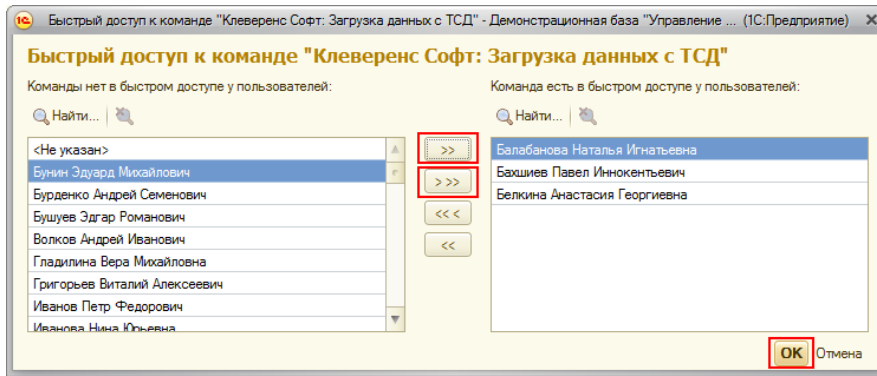 Быстрый доступ к команде "Клеверенс Софт: Загрузка данных с ТСД" - Демонстрационная база "Управление ... (1С:Предприятие)
Быстрый доступ к команде "Клеверенс Софт: Загрузка данных с ТСД"
Команды нет в быстром доступе у пользователей:
Команда есть в быстром доступе у пользователей:
Найти...
Найти...
<Не указан>
Бунин Эдуард Михайлович
Бурденко Андрей Семенович
Бушуев Эдгар Романович
Волков Андрей Иванович
Гладилина Вера Михайловна
Григорьев Виталий Алексеевич
Иванов Петр Федорович
Иванова Нина Юрьевна
>>
> >>
<< <
<<
Балабанова Наталья Игнатьевна
Бахшиев Павел Иннокентьевич
Белкина Анастасия Георгиевна
OK Отмена